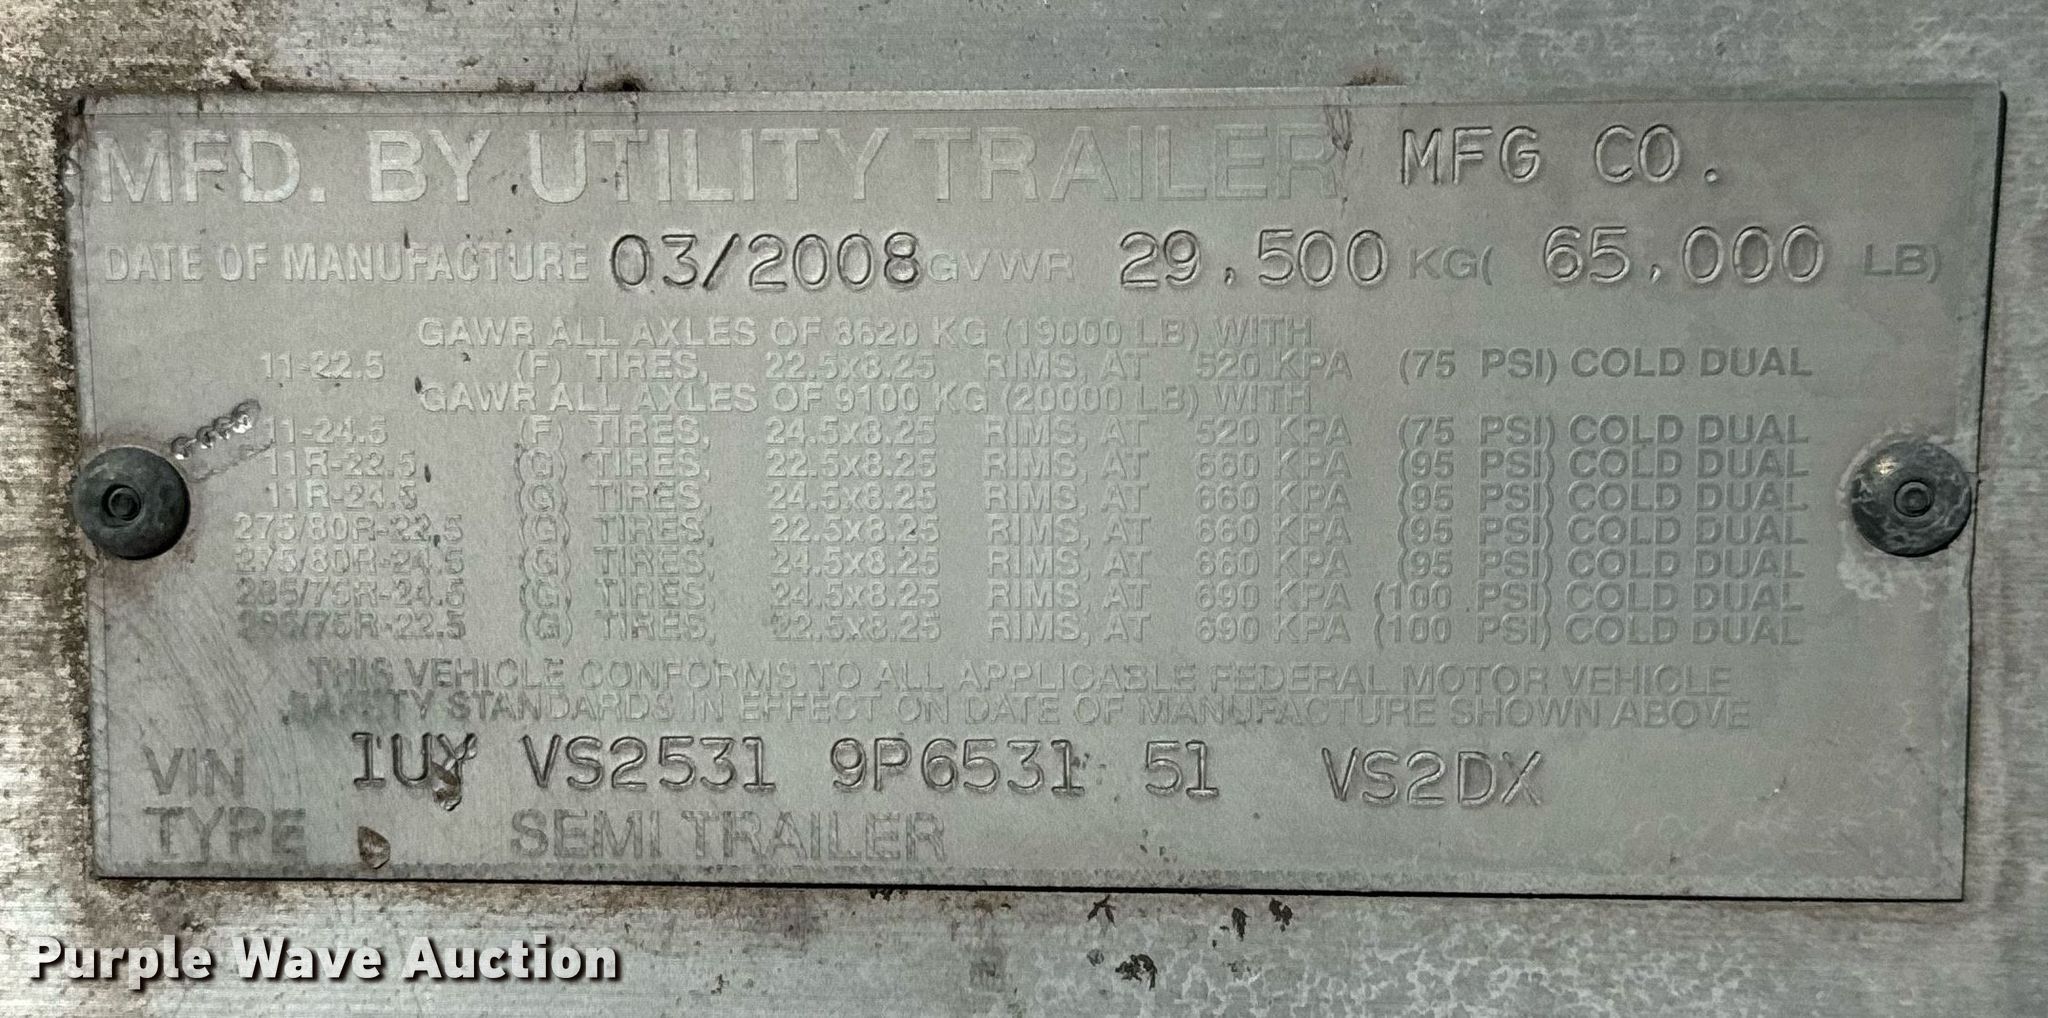 MFD. BY UTILITY TRAILER MFG CO.
DATE OF MANUFACTURE 03/2008 GVWR 29,500 KG( 65,000 LB)
GAWR ALL AXLES OF 8620 KG (19000 LB) WITH
11-22.5 (F) TIRES, 22.5x8.25 RIMS, AT 520 KPA (75 PSI) COLD DUAL
GAWR ALL AXLES OF 9100 KG (20000 LB) WITH
11-24.5 (F) TIRES, 24.5x8.25 RIMS, AT 520 KPA (75 PSI) COLD DUAL
11R-22.5 (G) TIRES, 22.5x8.25 RIMS, AT 660 KPA (95 PSI) COLD DUAL
11R-24.5 (G) TIRES, 24.5x8.25 RIMS, AT 660 KPA (95 PSI) COLD DUAL
275/80R-22.5 (G) TIRES, 22.5x8.25 RIMS, AT 660 KPA (95 PSI) COLD DUAL
275/80R-24.5 (G) TIRES, 24.5x8.25 RIMS, AT 660 KPA (95 PSI) COLD DUAL
285/75R-24.5 (G) TIRES, 24.5x8.25 RIMS, AT 690 KPA (100 PSI) COLD DUAL
295/75R-22.5 (G) TIRES, 22.5x8.25 RIMS, AT 690 KPA (100 PSI) COLD DUAL
THIS VEHICLE CONFORMS TO ALL APPLICABLE FEDERAL MOTOR VEHICLE
SAFETY STANDARDS IN EFFECT ON DATE OF MANUFACTURE SHOWN ABOVE
VIN 1UY VS2531 9P6531 51 VS2DX
TYPE SEMI TRAILER
Purple Wave Auction